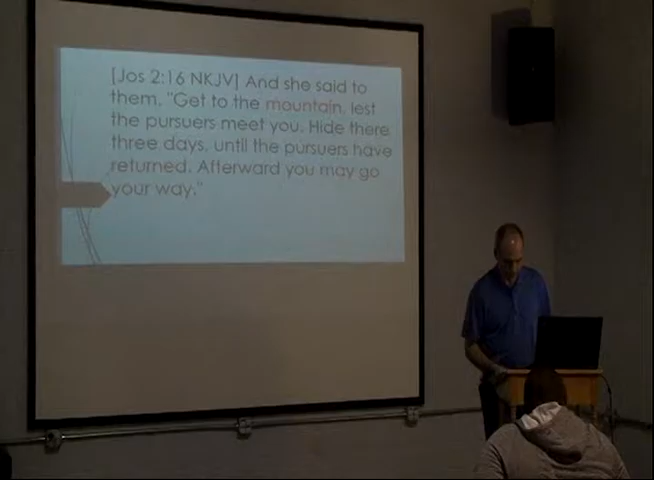 [Jos 2:16 NKJV] And she said to
them, "Get to the mountain, lest
the pursuers meet you. Hide there
three days, until the pursuers have
returned. Afterward you may go
your way."